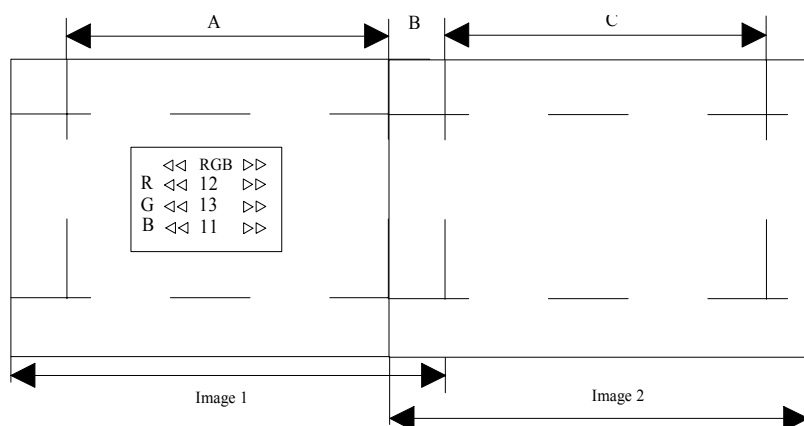 A B C
◁◁ RGB ▷▷
R ◁◁ 12 ▷▷
G ◁◁ 13 ▷▷
B ◁◁ 11 ▷▷
Image 1
Image 2